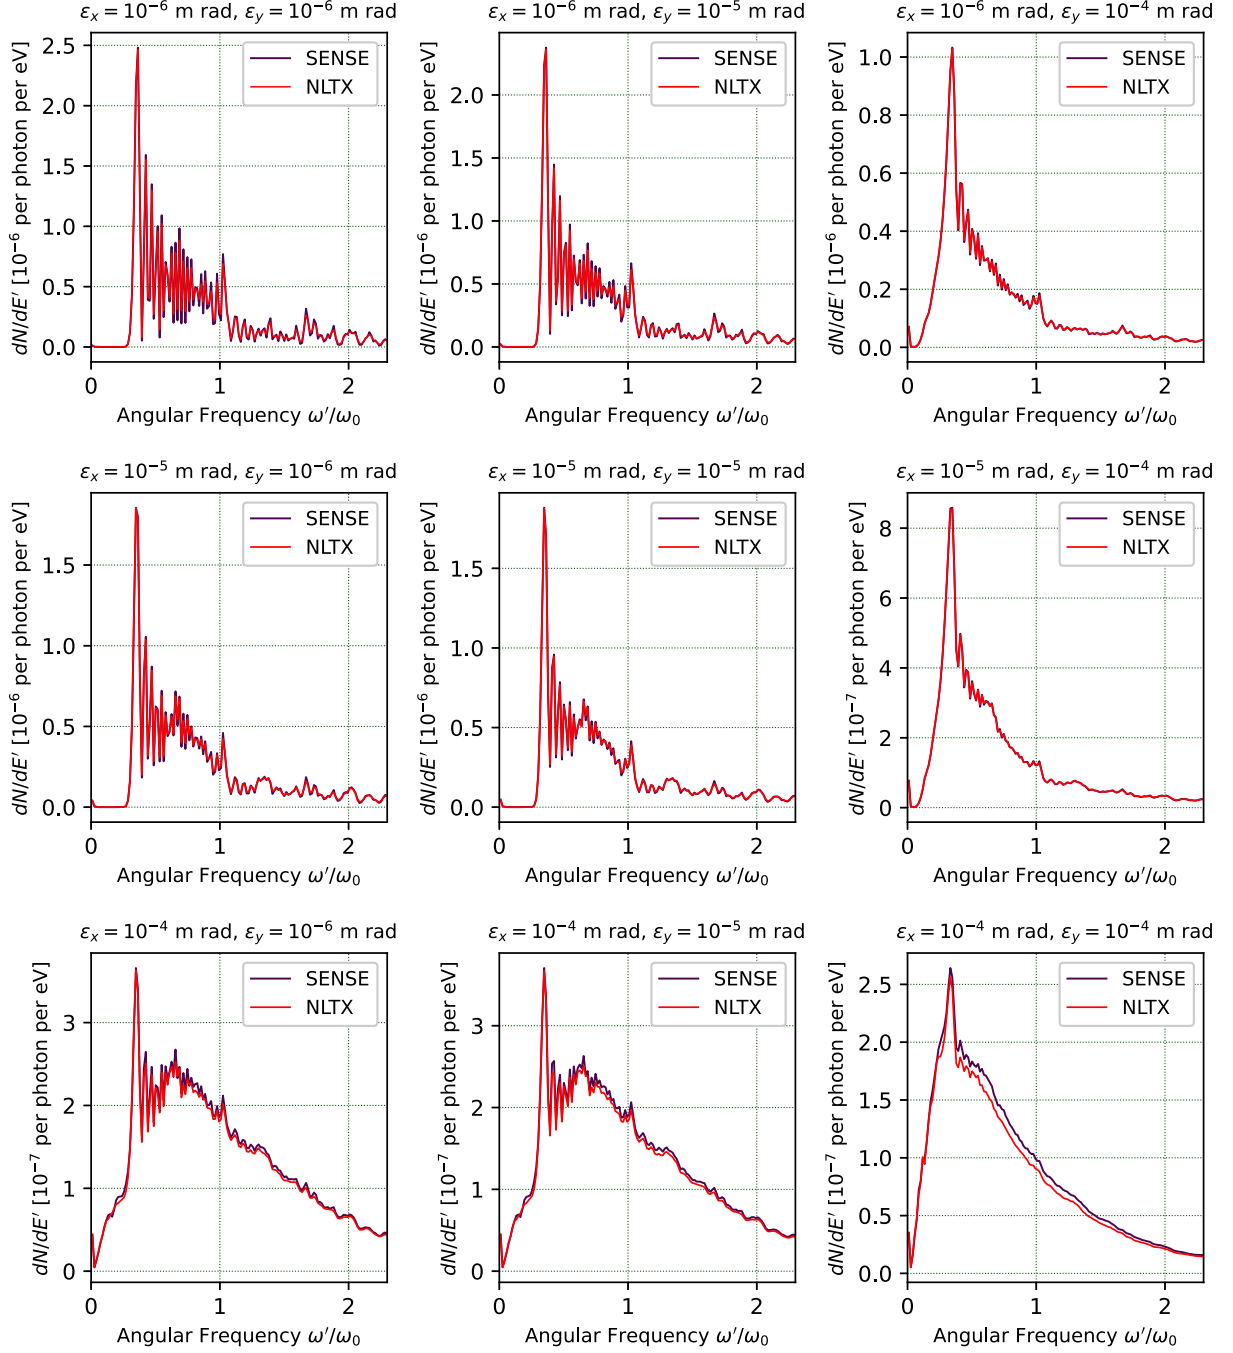 εx = 10⁻⁶ m rad, εy = 10⁻⁶ m rad
dN/dE′ [10⁻⁶ per photon per eV]
2.5
2.0
1.5
1.0
0.5
0.0
SENSE
NLTX
0 1 2
Angular Frequency ω′/ω₀
εx = 10⁻⁶ m rad, εy = 10⁻⁵ m rad
dN/dE′ [10⁻⁶ per photon per eV]
2.0
1.5
1.0
0.5
0.0
SENSE
NLTX
0 1 2
Angular Frequency ω′/ω₀
εx = 10⁻⁶ m rad, εy = 10⁻⁴ m rad
dN/dE′ [10⁻⁶ per photon per eV]
1.0
0.8
0.6
0.4
0.2
0.0
SENSE
NLTX
0 1 2
Angular Frequency ω′/ω₀
εx = 10⁻⁵ m rad, εy = 10⁻⁶ m rad
dN/dE′ [10⁻⁶ per photon per eV]
1.5
1.0
0.5
0.0
SENSE
NLTX
0 1 2
Angular Frequency ω′/ω₀
εx = 10⁻⁵ m rad, εy = 10⁻⁵ m rad
dN/dE′ [10⁻⁶ per photon per eV]
1.5
1.0
0.5
0.0
SENSE
NLTX
0 1 2
Angular Frequency ω′/ω₀
εx = 10⁻⁵ m rad, εy = 10⁻⁴ m rad
dN/dE′ [10⁻⁷ per photon per eV]
8
6
4
2
0
SENSE
NLTX
0 1 2
Angular Frequency ω′/ω₀
εx = 10⁻⁴ m rad, εy = 10⁻⁶ m rad
dN/dE′ [10⁻⁷ per photon per eV]
3
2
1
0
SENSE
NLTX
0 1 2
Angular Frequency ω′/ω₀
εx = 10⁻⁴ m rad, εy = 10⁻⁵ m rad
dN/dE′ [10⁻⁷ per photon per eV]
3
2
1
0
SENSE
NLTX
0 1 2
Angular Frequency ω′/ω₀
εx = 10⁻⁴ m rad, εy = 10⁻⁴ m rad
dN/dE′ [10⁻⁷ per photon per eV]
2.5
2.0
1.5
1.0
0.5
0.0
SENSE
NLTX
0 1 2
Angular Frequency ω′/ω₀